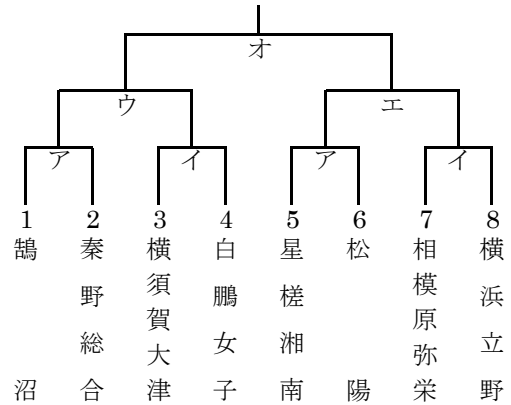 オ
ウ
エ
ア
イ
ア
イ
1
2
3
4
5
6
7
8
鵠沼
秦野総合
横須賀大津
白鵬女子
星槎湘南
松陽
相模原弥栄
横浜立野